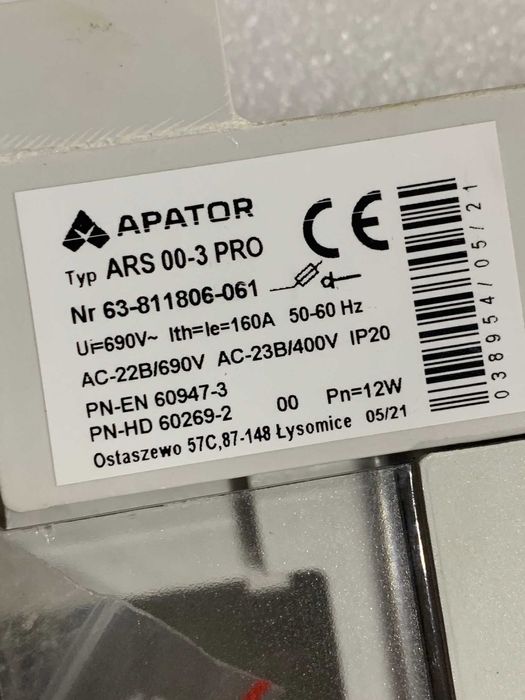 APATOR
CE
Typ ARS 00-3 PRO
Nr 63-811806-061
Ui=690V~ Ith=Ie=160A 50-60 Hz
AC-22B/690V AC-23B/400V IP20
PN-EN 60947-3
PN-HD 60269-2 00 Pn=12W
Ostaszewo 57C,87-148 Łysomice 05/21
038954/05/21